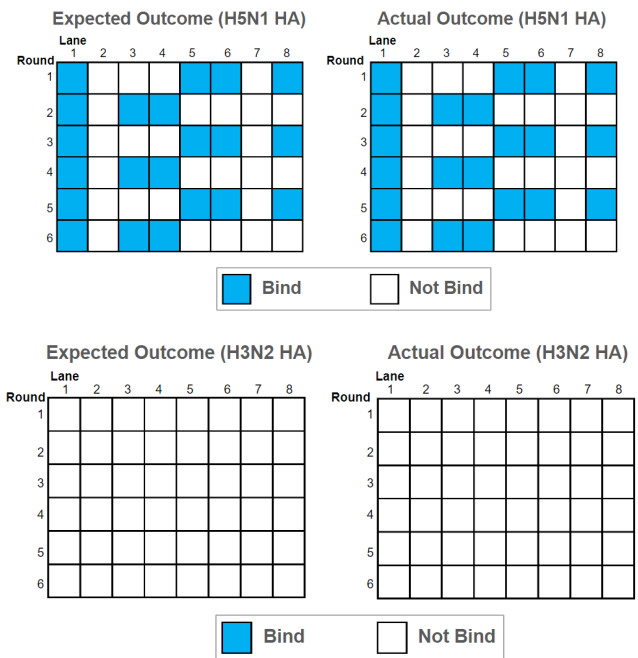 Expected Outcome (H5N1 HA)
Actual Outcome (H5N1 HA)
Lane
Round 1 2 3 4 5 6 7 8
1
2
3
4
5
6
Lane
Round 1 2 3 4 5 6 7 8
1
2
3
4
5
6
Bind Not Bind
Expected Outcome (H3N2 HA)
Actual Outcome (H3N2 HA)
Lane
Round 1 2 3 4 5 6 7 8
1
2
3
4
5
6
Lane
Round 1 2 3 4 5 6 7 8
1
2
3
4
5
6
Bind Not Bind